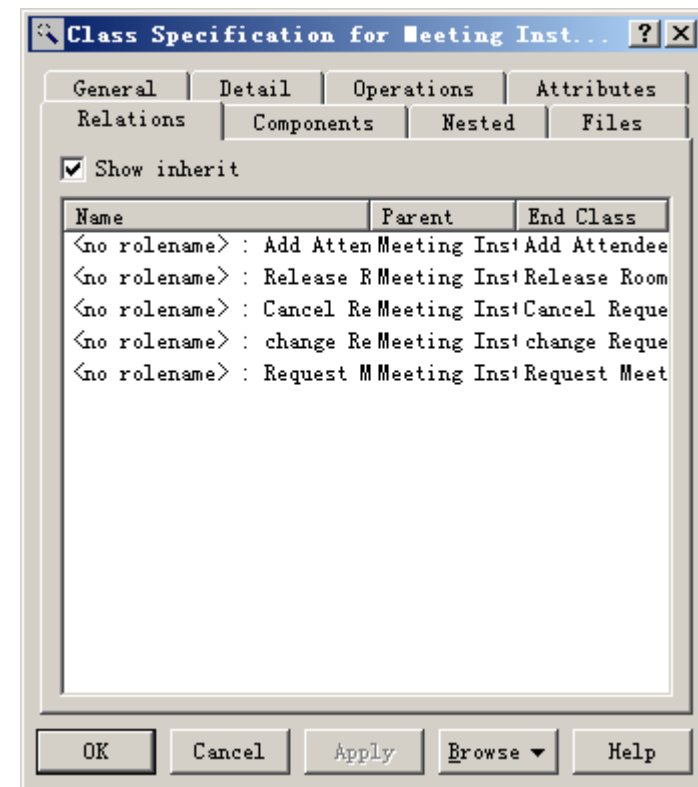 Class Specification for Meeting Inst... ? ×
General Detail Operations Attributes
Relations Components Nested Files
Show inherit
Name Parent End Class
<no rolename> : Add Atten Meeting Inst Add Attendee
<no rolename> : Release R Meeting Inst Release Room
<no rolename> : Cancel Re Meeting Inst Cancel Reque
<no rolename> : change Re Meeting Inst change Reque
<no rolename> : Request M Meeting Inst Request Meet
OK Cancel Apply Browse Help